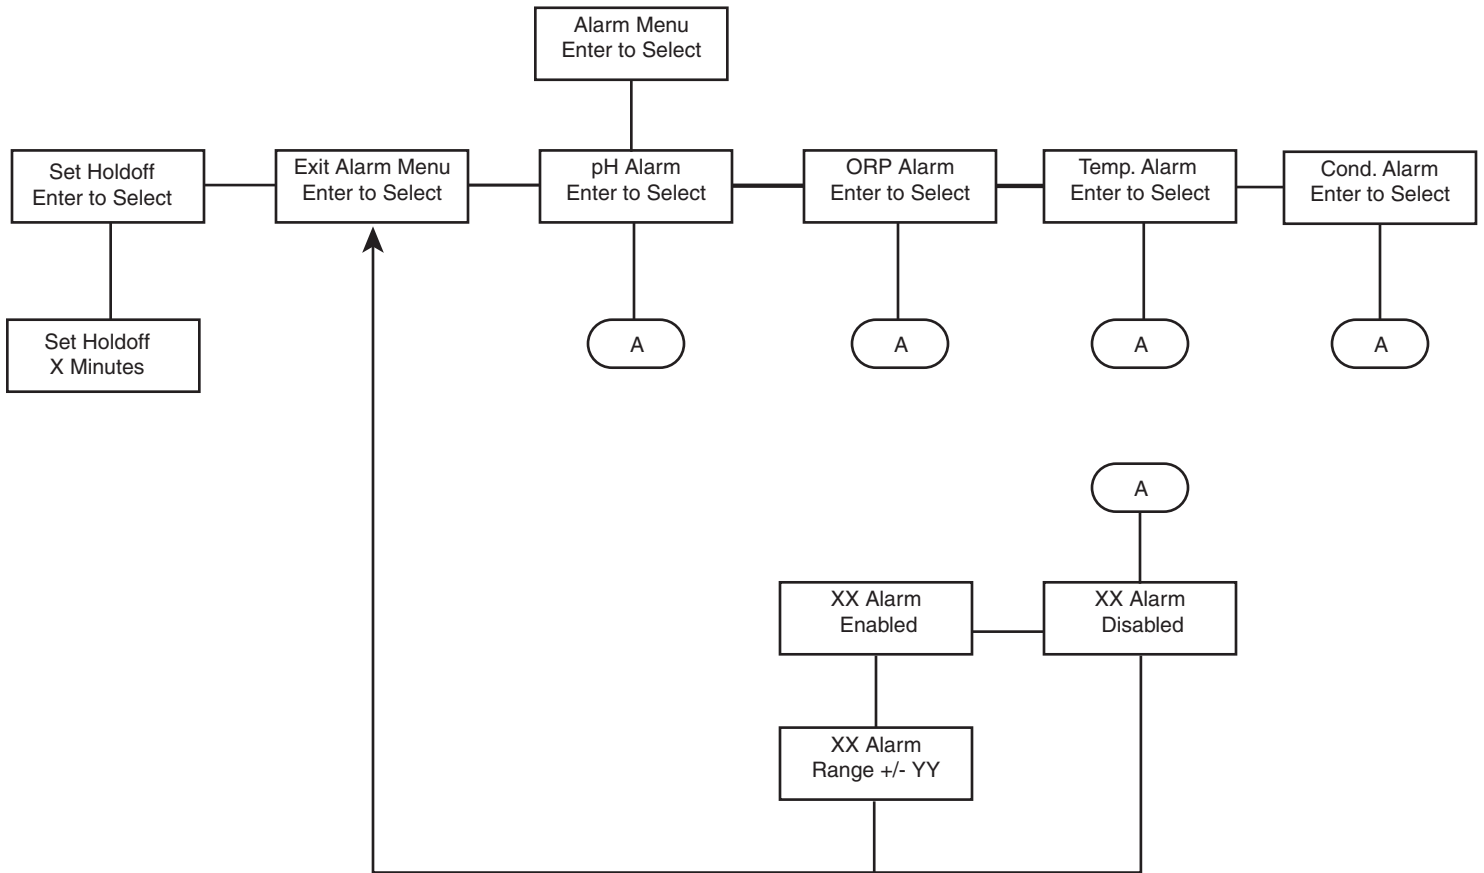 Alarm Menu
Enter to Select
Set Holdoff
Enter to Select
Exit Alarm Menu
Enter to Select
pH Alarm
Enter to Select
ORP Alarm
Enter to Select
Temp. Alarm
Enter to Select
Cond. Alarm
Enter to Select
Set Holdoff
X Minutes
A
A
A
A
A
XX Alarm
Enabled
XX Alarm
Disabled
XX Alarm
Range +/- YY